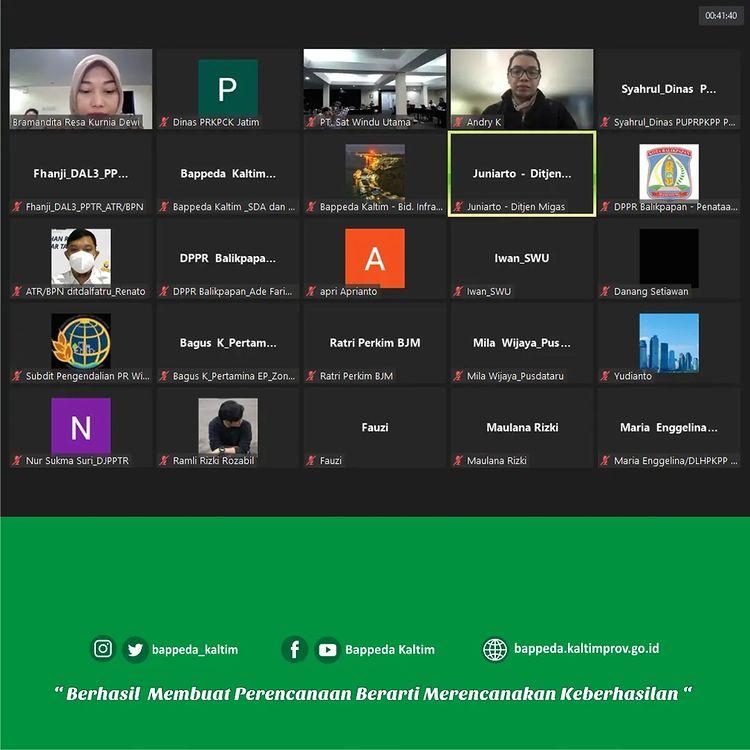 00:41:40
Bramandita Resa Kurnia Dewi
P
Dinas PRKPCK Jatim
PT. Sat Windu Utama
Andry K
Syahrul_Dinas P...
Syahrul_Dinas PUPRPKPP P...
Fhanji_DAL3_PP...
Fhanji_DAL3_PPTR_ATR/BPN
Bappeda Kaltim...
Bappeda Kaltim _SDA dan ...
Bappeda Kaltim - Bid. Infra...
Juniarto - Ditjen...
Juniarto - Ditjen Migas
DPPR Balikpapan - Penataa...
ATR/BPN ditdalfatru_Renato
DPPR Balikpapa...
DPPR Balikpapan_Ade Fari...
A
apri Aprianto
Iwan_SWU
Iwan_SWU
Danang Setiawan
Subdit Pengendalian PR Wi...
Bagus K_Pertam...
Bagus K_Pertamina EP_Zon...
Ratri Perkim BJM
Ratri Perkim BJM
Mila Wijaya_Pus...
Mila Wijaya_Pusdataru
Yudianto
N
Nur Sukma Suri_DJPPTR
Ramli Rizki Rozabil
Fauzi
Fauzi
Maulana Rizki
Maulana Rizki
Maria Enggelina...
Maria Enggelina/DLHPKPP ...
bappeda_kaltim
Bappeda Kaltim
bappeda.kaltimprov.go.id
“ Berhasil Membuat Perencanaan Berarti Merencanakan Keberhasilan “